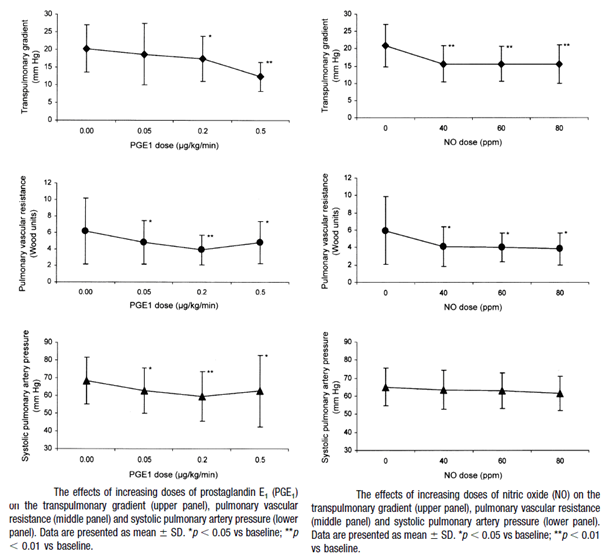 Transpulmonary gradient
(mm Hg)
30
25
20
15
10
5
0
*
**
0.00
0.05
0.2
0.5
PGE1 dose (µg/kg/min)
Pulmonary vascular resistance
(Wood units)
12
10
8
6
4
2
0
*
**
*
0.00
0.05
0.2
0.5
PGE1 dose (µg/kg/min)
Systolic pulmonary artery pressure
(mm Hg)
90
80
70
60
50
40
30
*
**
*
0.00
0.05
0.2
0.5
PGE1 dose (µg/kg/min)
The effects of increasing doses of prostaglandin E1 (PGE1)
on the transpulmonary gradient (upper panel), pulmonary vascular
resistance (middle panel) and systolic pulmonary artery pressure (lower
panel). Data are presented as mean ± SD. *p < 0.05 vs baseline; **p
< 0.01 vs baseline.
Transpulmonary gradient
(mm Hg)
30
25
20
15
10
5
0
**
**
**
0
40
60
80
NO dose (ppm)
Pulmonary vascular resistance
(Wood units)
12
10
8
6
4
2
0
*
*
*
0
40
60
80
NO dose (ppm)
Systolic pulmonary artery pressure
(mm Hg)
90
80
70
60
50
40
30
0
40
60
80
NO dose (ppm)
The effects of increasing doses of nitric oxide (NO) on the
transpulmonary gradient (upper panel), pulmonary vascular resistance
(middle panel) and systolic pulmonary artery pressure (lower panel).
Data are presented as mean ± SD. *p < 0.05 vs baseline; **p < 0.01
vs baseline.